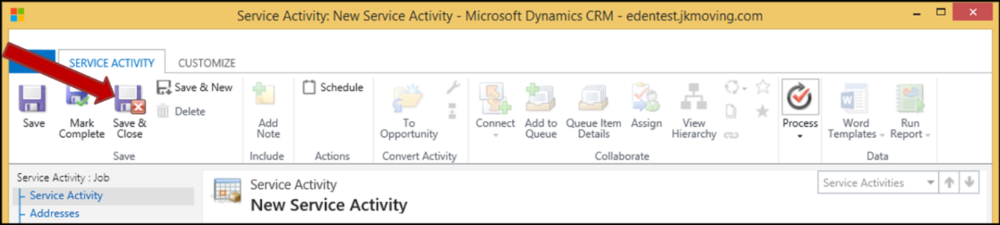 Service Activity: New Service Activity - Microsoft Dynamics CRM - edentest.jkmoving.com
SERVICE ACTIVITY CUSTOMIZE
Save
Mark
Complete
Save &
Close
Save & New
Delete
Save
Add
Note
Include
Schedule
Actions
To
Opportunity
Convert Activity
Connect
Add to
Queue
Queue Item
Details
Assign
View
Hierarchy
Collaborate
Process
Word
Templates
Run
Report
Data
Service Activity : Job
Service Activity
Addresses
Service Activity
New Service Activity
Service Activities